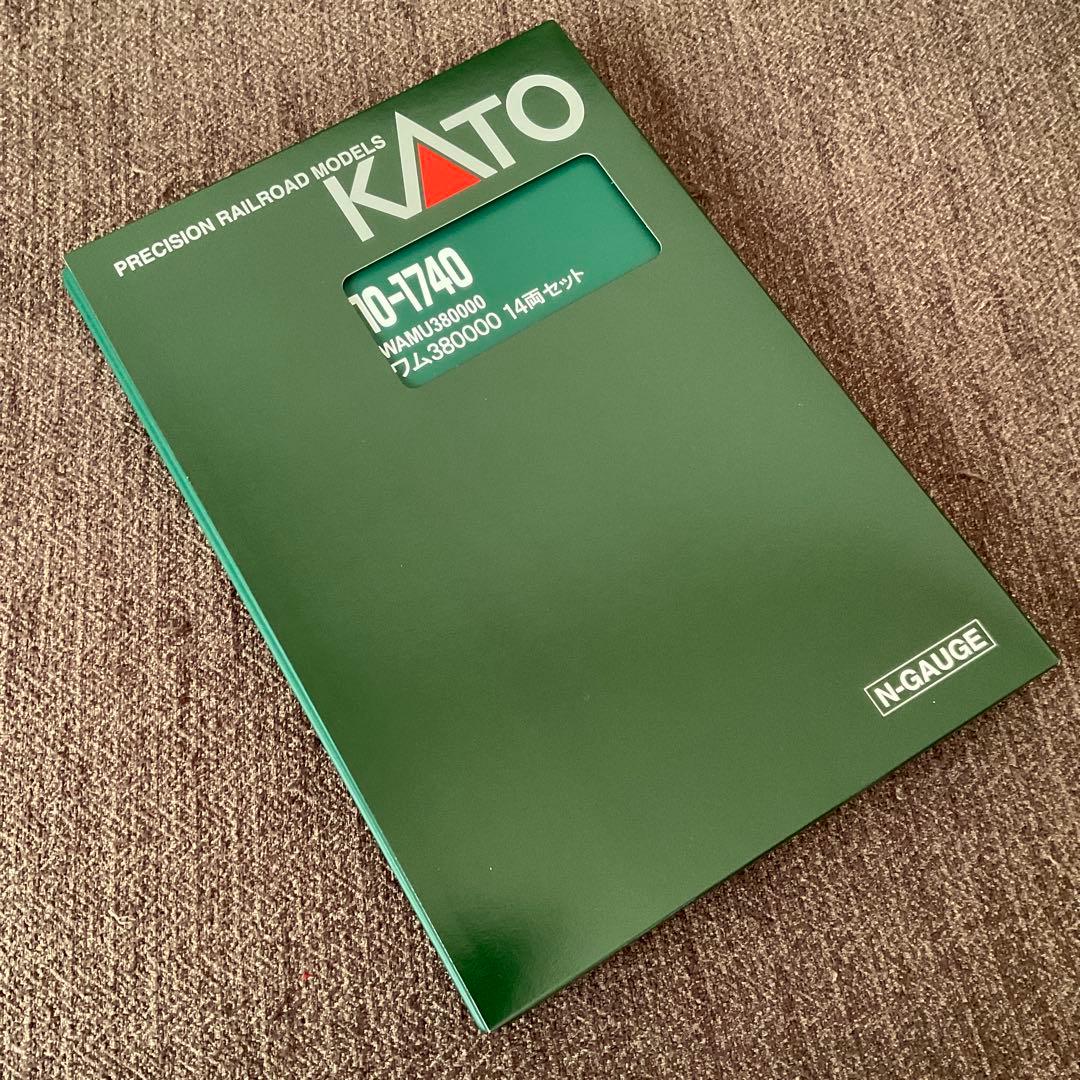 PRECISION RAILROAD MODELS
KATO
10-1740
WAMU380000
ワム380000 14両セット
N-GAUGE